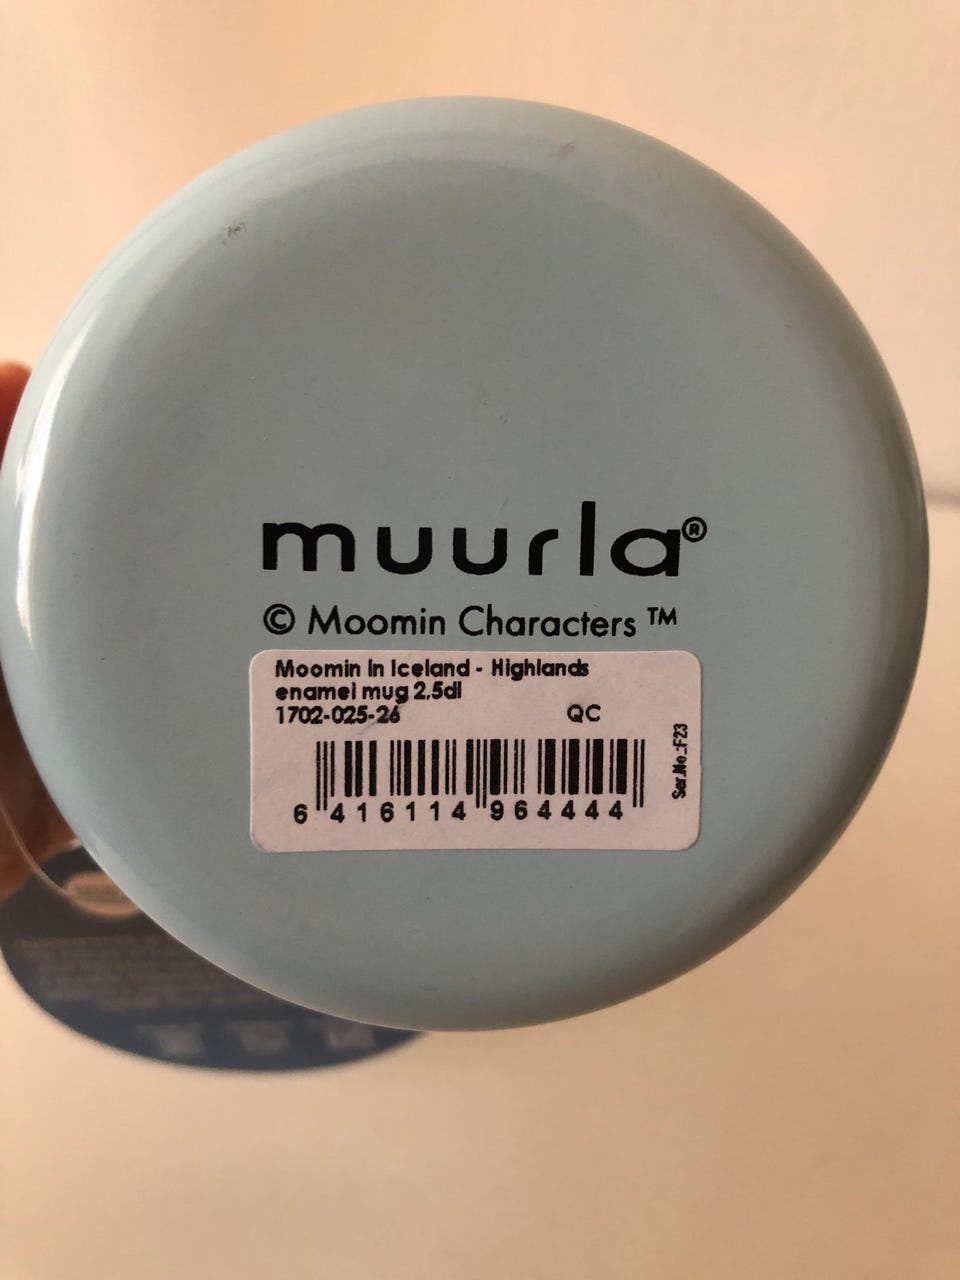 muurla®
© Moomin Characters ™
Moomin In Iceland - Highlands
enamel mug 2,5dl
1702-025-26 QC
Ser.No.:F23
6 416114 964444